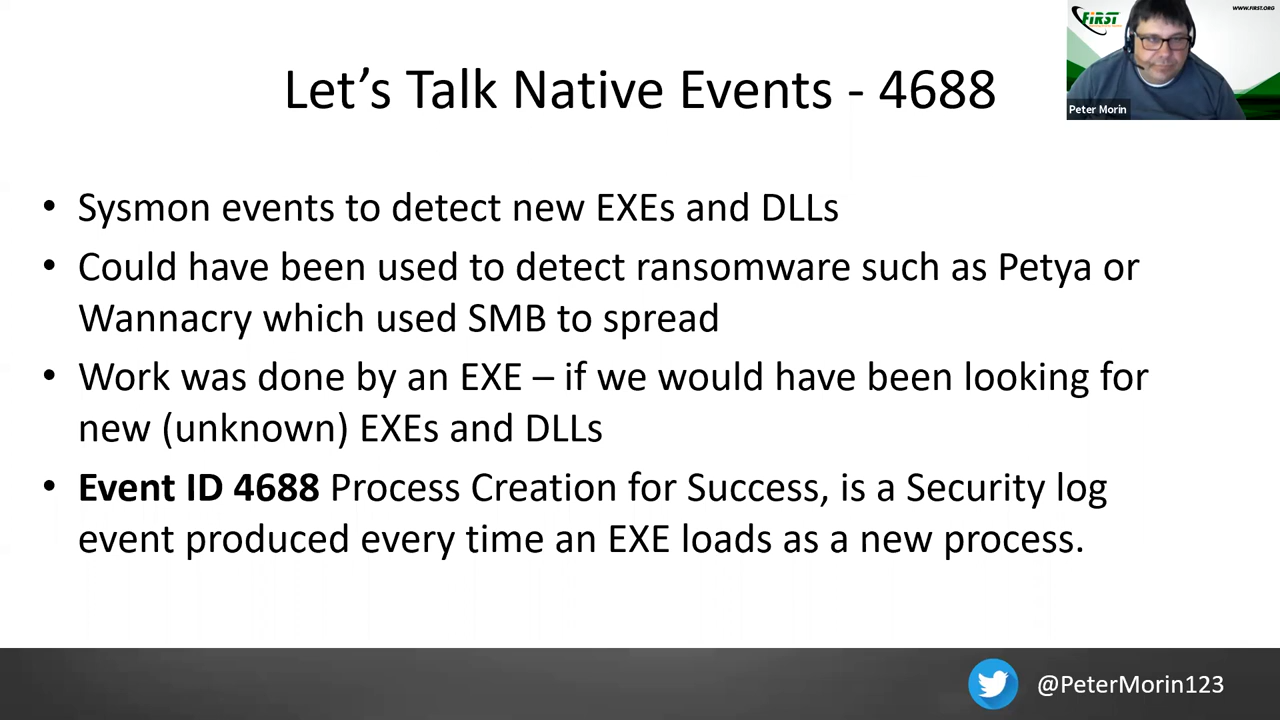 WWW.FIRST.ORG
FiRST
Peter Morin
Let's Talk Native Events - 4688
• Sysmon events to detect new EXEs and DLLs
• Could have been used to detect ransomware such as Petya or
Wannacry which used SMB to spread
• Work was done by an EXE – if we would have been looking for
new (unknown) EXEs and DLLs
• Event ID 4688 Process Creation for Success, is a Security log
event produced every time an EXE loads as a new process.
@PeterMorin123